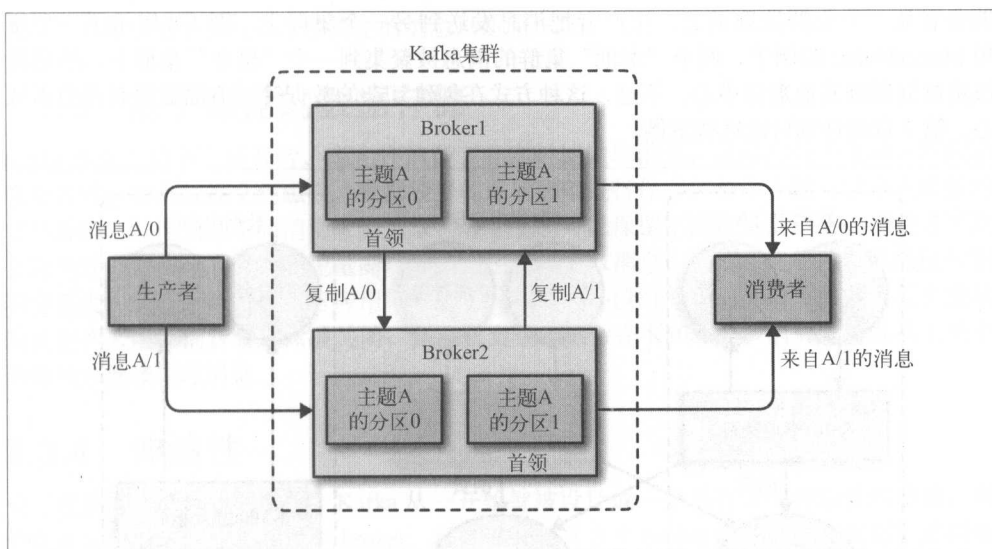 Kafka集群
Broker1
主题A
的分区0
主题A
的分区1
首领
消息A/0
来自A/0的消息
生产者
复制A/0
复制A/1
消费者
消息A/1
来自A/1的消息
Broker2
主题A
的分区0
主题A
的分区1
首领